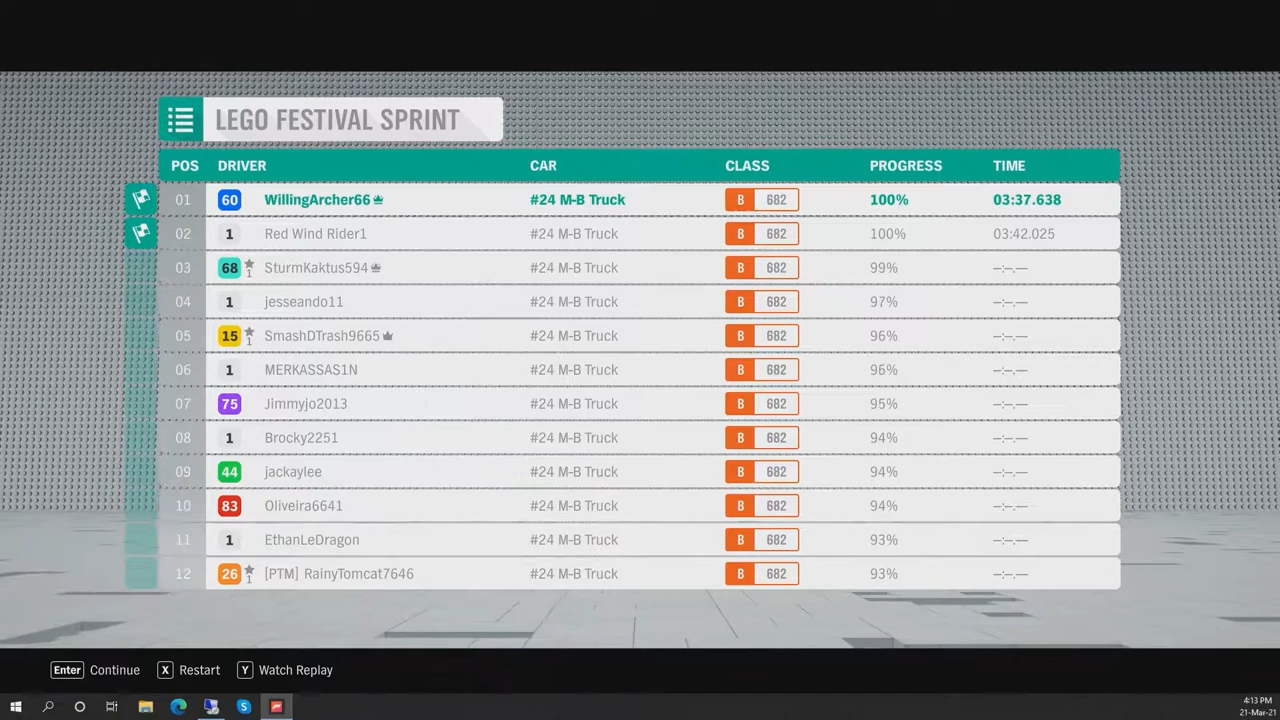 LEGO FESTIVAL SPRINT
POS DRIVER CAR CLASS PROGRESS TIME
01 60 WillingArcher66 #24 M-B Truck B 682 100% 03:37.638
02 1 Red Wind Rider1 #24 M-B Truck B 682 100% 03:42.025
03 68 1 SturmKaktus594 #24 M-B Truck B 682 99% --:--.---
04 1 jesseando11 #24 M-B Truck B 682 97% --:--.---
05 15 1 SmashDTrash9665 #24 M-B Truck B 682 96% --:--.---
06 1 MERKASSAS1N #24 M-B Truck B 682 96% --:--.---
07 75 Jimmyjo2013 #24 M-B Truck B 682 95% --:--.---
08 1 Brocky2251 #24 M-B Truck B 682 94% --:--.---
09 44 jackaylee #24 M-B Truck B 682 94% --:--.---
10 83 Oliveira6641 #24 M-B Truck B 682 94% --:--.---
11 1 EthanLeDragon #24 M-B Truck B 682 93% --:--.---
12 26 1 [PTM] RainyTomcat7646 #24 M-B Truck B 682 93% --:--.---
Enter Continue X Restart Y Watch Replay
4:13 PM
21-Mar-21